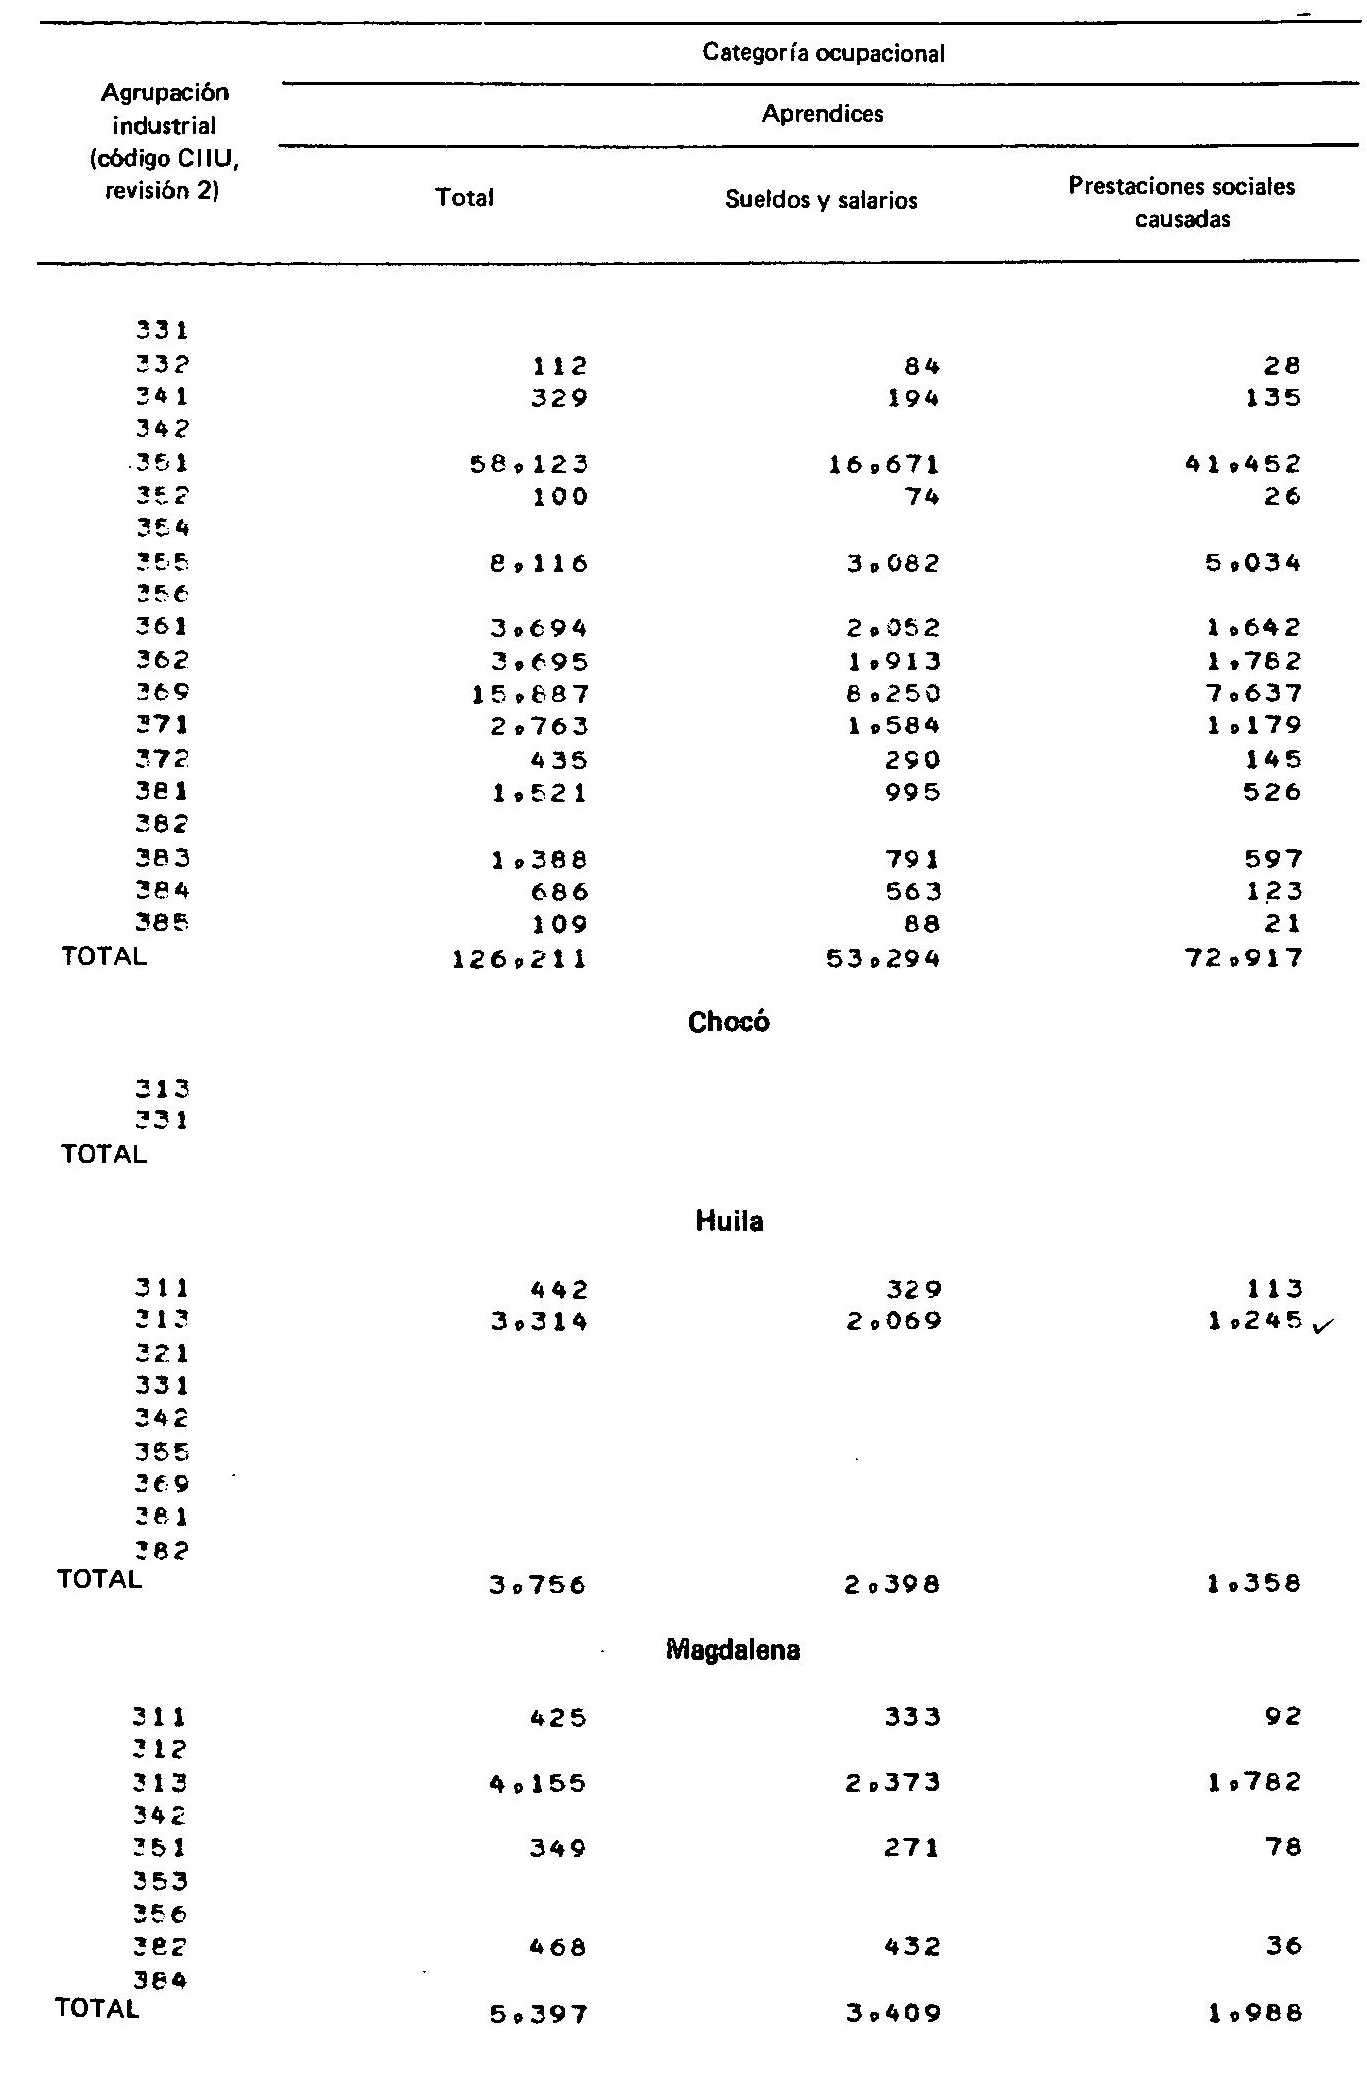 Categoría ocupacional
Agrupación
industrial
(código CIIU,
revisión 2)
Aprendices
Total Sueldos y salarios Prestaciones sociales
causadas
331
332 112 84 28
341 329 194 135
342
351 58,123 16,671 41,452
352 100 74 26
354
355 8,116 3,082 5,034
356
361 3,694 2,052 1,642
362 3,695 1,913 1,782
369 15,887 8,250 7,637
371 2,763 1,584 1,179
372 435 290 145
381 1,521 995 526
382
383 1,388 791 597
384 686 563 123
385 109 88 21
TOTAL 126,211 53,294 72,917
Chocó
313
331
TOTAL
Huila
311 442 329 113
313 3,314 2,069 1,245 ✓
321
331
342
355
369
381
382
TOTAL 3,756 2,398 1,358
Magdalena
311 425 333 92
312
313 4,155 2,373 1,782
342
351 349 271 78
353
356
382 468 432 36
384
TOTAL 5,397 3,409 1,988